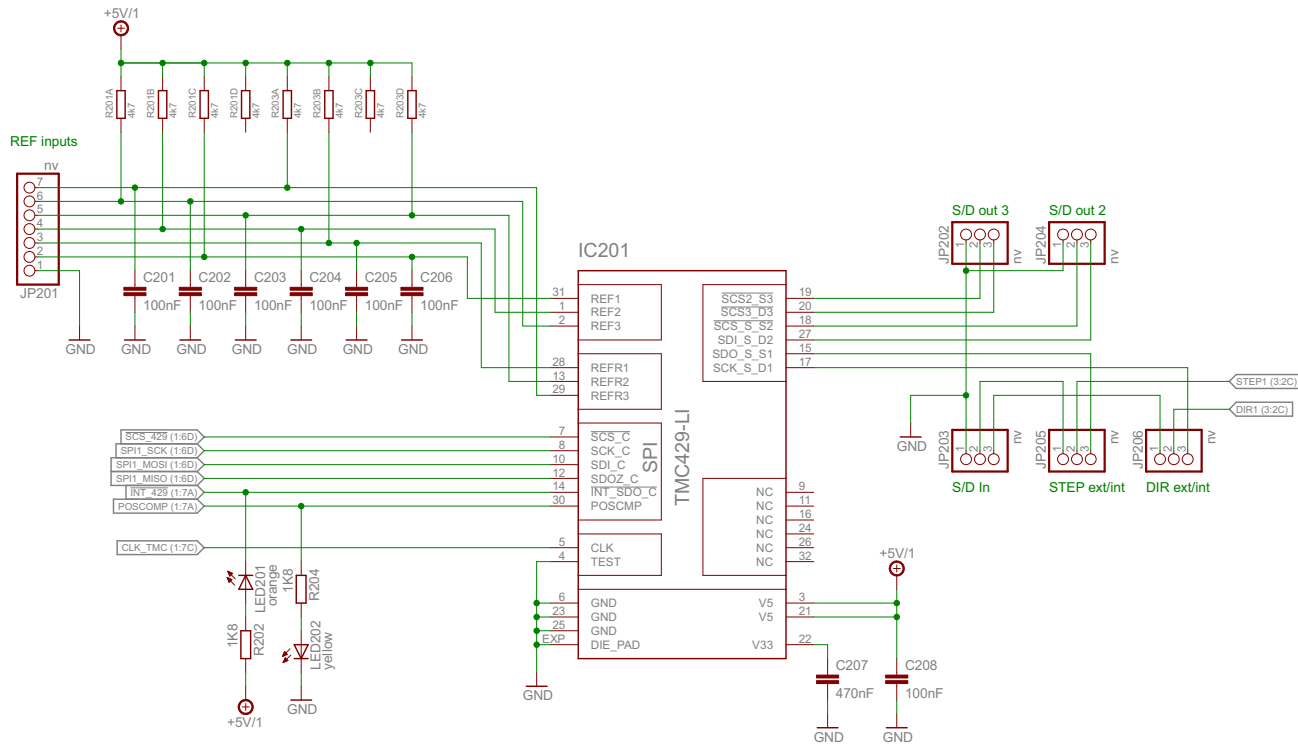 +5V/1
R201A
4k7
R201B
4k7
R201C
4k7
R201D
4k7
R203A
4k7
R203B
4k7
R203C
4k7
R203D
4k7
REF inputs
nv
7
6
5
4
3
2
1
JP201
GND
C201
100nF
GND
C202
100nF
GND
C203
100nF
GND
C204
100nF
GND
C205
100nF
GND
C206
100nF
GND
IC201
TMC429-LI
SPI
31 REF1
1 REF2
2 REF3
28 REFR1
13 REFR2
29 REFR3
SCS_429 (1:6D)
SPI1_SCK (1:6D)
SPI1_MOSI (1:6D)
SPI1_MISO (1:6D)
INT_429 (1:7A)
POSCOMP (1:7A)
CLK_TMC (1:7C)
7 SCS_C
8 SCK_C
10 SDI_C
12 SDOZ_C
14 INT_SDO_C
30 POSCMP
5 CLK
4 TEST
6 GND
23 GND
25 GND
EXP DIE_PAD
GND
LED201
orange
1K8
R202
+5V/1
1K8
R204
LED202
yellow
GND
SCS2_S3 19
SCS3_D3 20
SCS_S_S2 18
SDI_S_D2 27
SDO_S_S1 15
SCK_S_D1 17
NC 9
NC 11
NC 16
NC 24
NC 26
NC 32
V5 3
V5 21
V33 22
+5V/1
C207
470nF
GND
C208
100nF
GND
S/D out 3
JP202
1
2
3
nv
S/D out 2
JP204
1
2
3
nv
STEP1 (3:2C)
DIR1 (3:2C)
GND
JP203
1
2
3
nv
S/D In
JP205
1
2
3
nv
STEP ext/int
JP206
1
2
3
nv
DIR ext/int